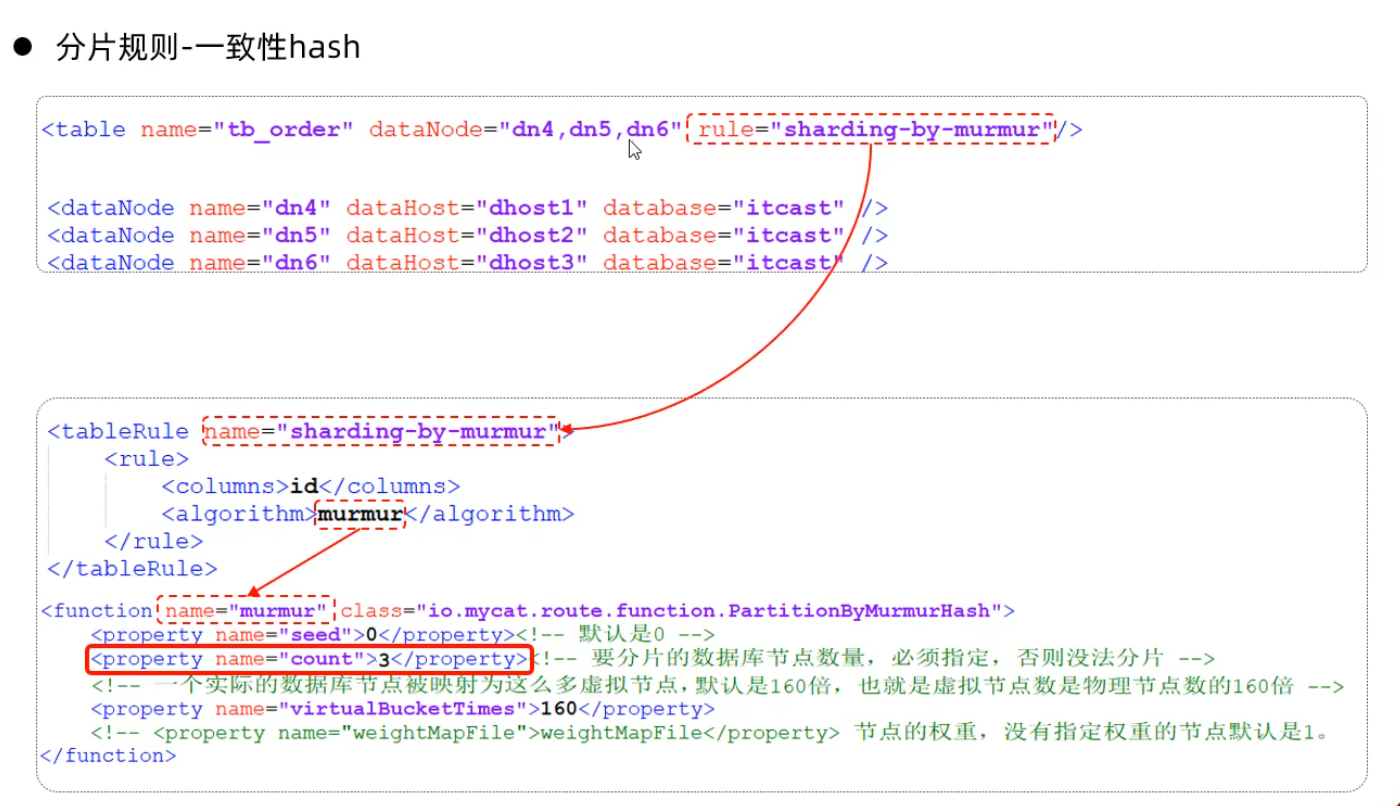 ● 分片规则-一致性hash
<table name="tb_order" dataNode="dn4,dn5,dn6" rule="sharding-by-murmur"/>
<dataNode name="dn4" dataHost="dhost1" database="itcast" />
<dataNode name="dn5" dataHost="dhost2" database="itcast" />
<dataNode name="dn6" dataHost="dhost3" database="itcast" />
<tableRule name="sharding-by-murmur">
<rule>
<columns>id</columns>
<algorithm>murmur</algorithm>
</rule>
</tableRule>
<function name="murmur" class="io.mycat.route.function.PartitionByMurmurHash">
<property name="seed">0</property><!-- 默认是0 -->
<property name="count">3</property><!-- 要分片的数据库节点数量，必须指定，否则没法分片 -->
<!-- 一个实际的数据库节点被映射为这么多虚拟节点，默认是160倍，也就是虚拟节点数是物理节点数的160倍 -->
<property name="virtualBucketTimes">160</property>
<!-- <property name="weightMapFile">weightMapFile</property> 节点的权重，没有指定权重的节点默认是1。
</function>